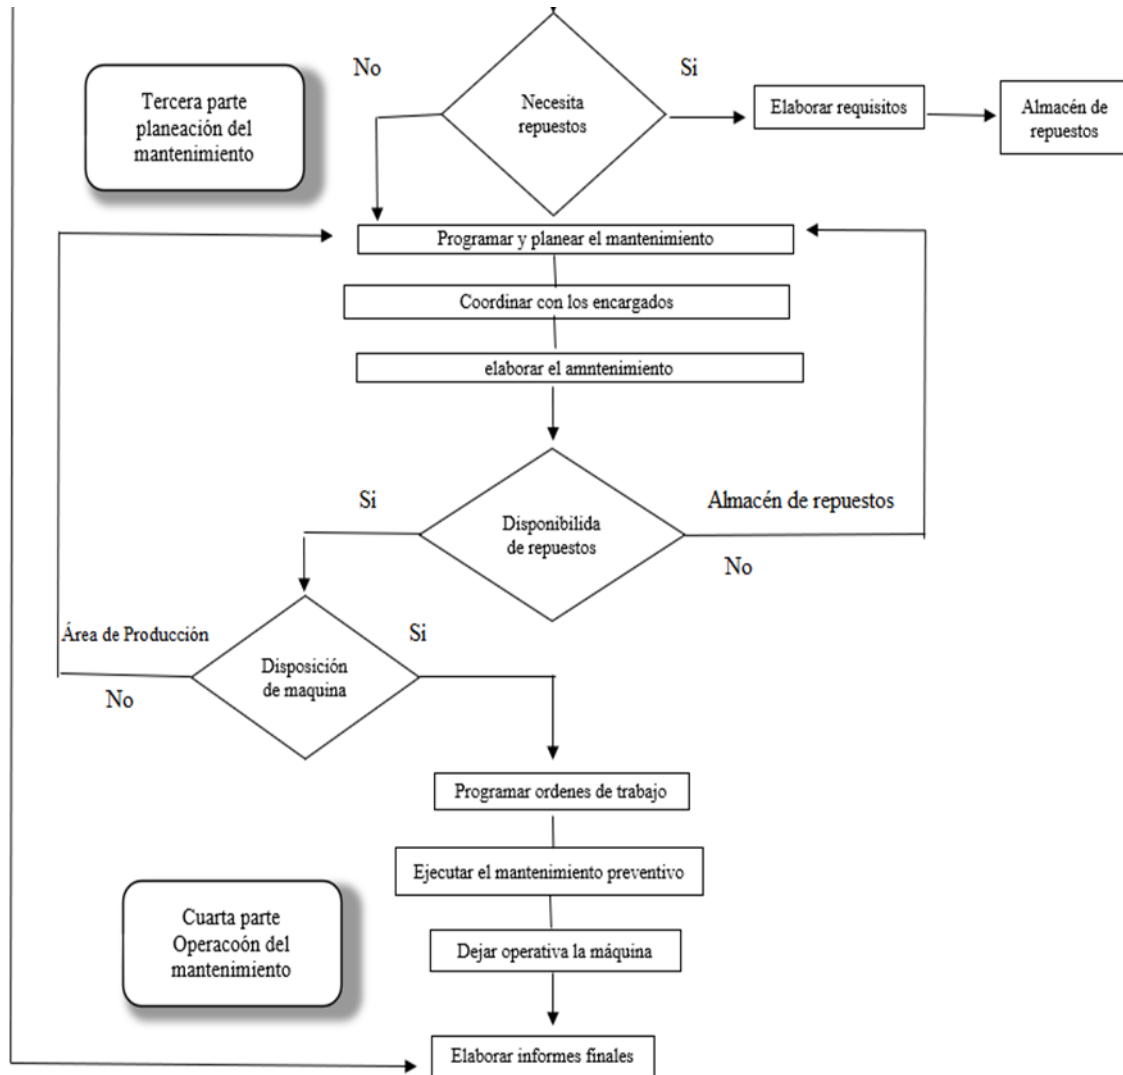 No
Si
Tercera parte
planeación del
mantenimiento
Necesita
repuestos
Elaborar requisitos
Almacén de
repuestos
Programar y planear el mantenimiento
Coordinar con los encargados
elaborar el amntenimiento
Si
Almacén de repuestos
Disponibilida
de repuestos
No
Área de Producción
Si
Disposición
de maquina
No
Programar ordenes de trabajo
Ejecutar el mantenimiento preventivo
Cuarta parte
Operacoón del
mantenimiento
Dejar operativa la máquina
Elaborar informes finales